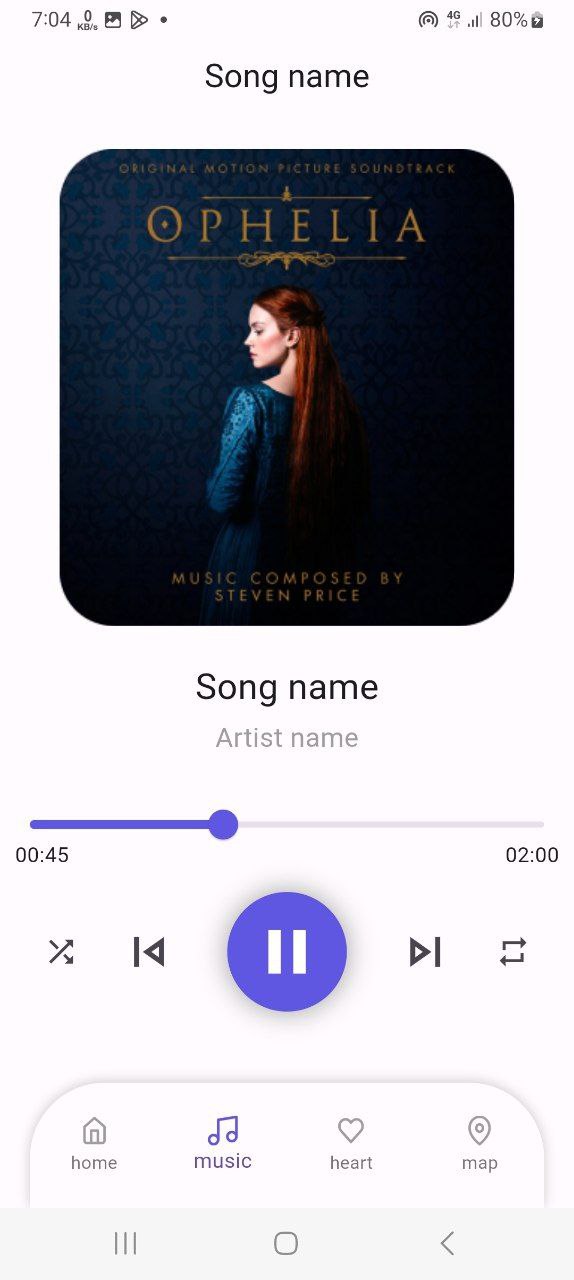 7:04 0 KB/s 4G 80%
Song name
ORIGINAL MOTION PICTURE SOUNDTRACK
OPHELIA
MUSIC COMPOSED BY
STEVEN PRICE
Song name
Artist name
00:45 02:00
home music heart map